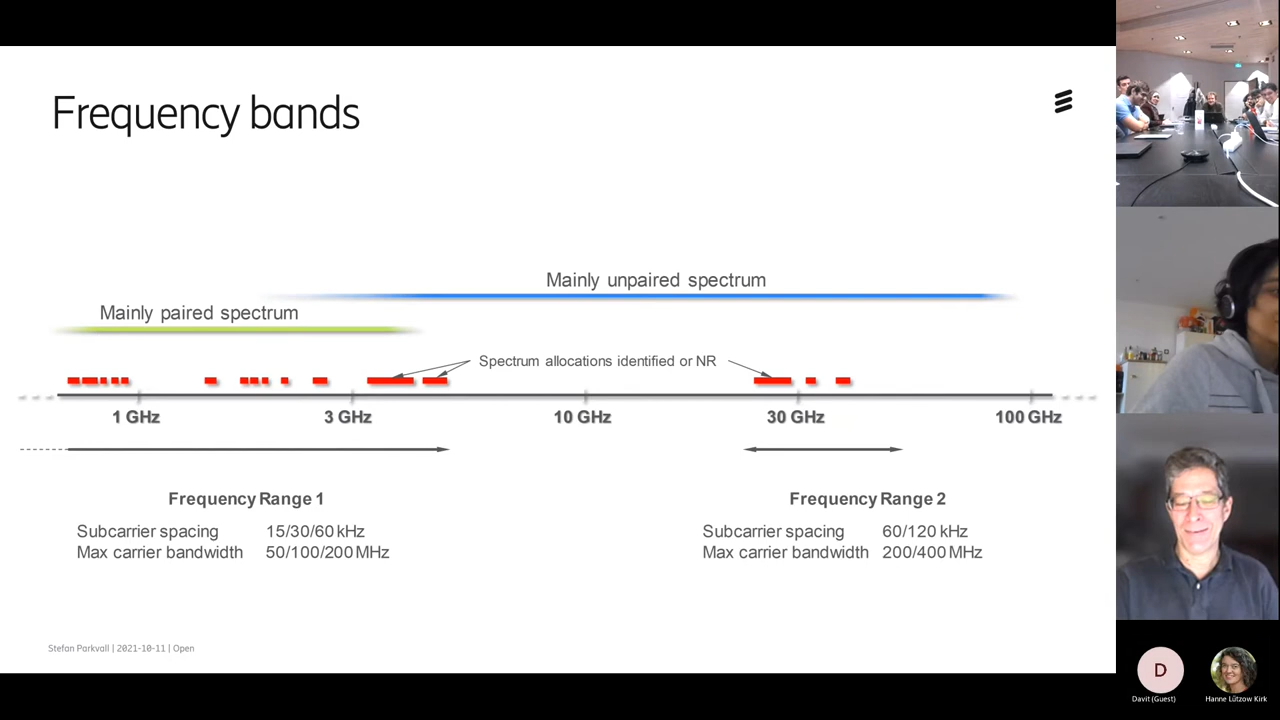 Frequency bands
Mainly unpaired spectrum
Mainly paired spectrum
Spectrum allocations identified or NR
1 GHz
3 GHz
10 GHz
30 GHz
100 GHz
Frequency Range 1
Subcarrier spacing 15/30/60 kHz
Max carrier bandwidth 50/100/200 MHz
Frequency Range 2
Subcarrier spacing 60/120 kHz
Max carrier bandwidth 200/400 MHz
Stefan Parkvall | 2021-10-11 | Open
D
Davit (Guest)
Hanne Lützow Kirk